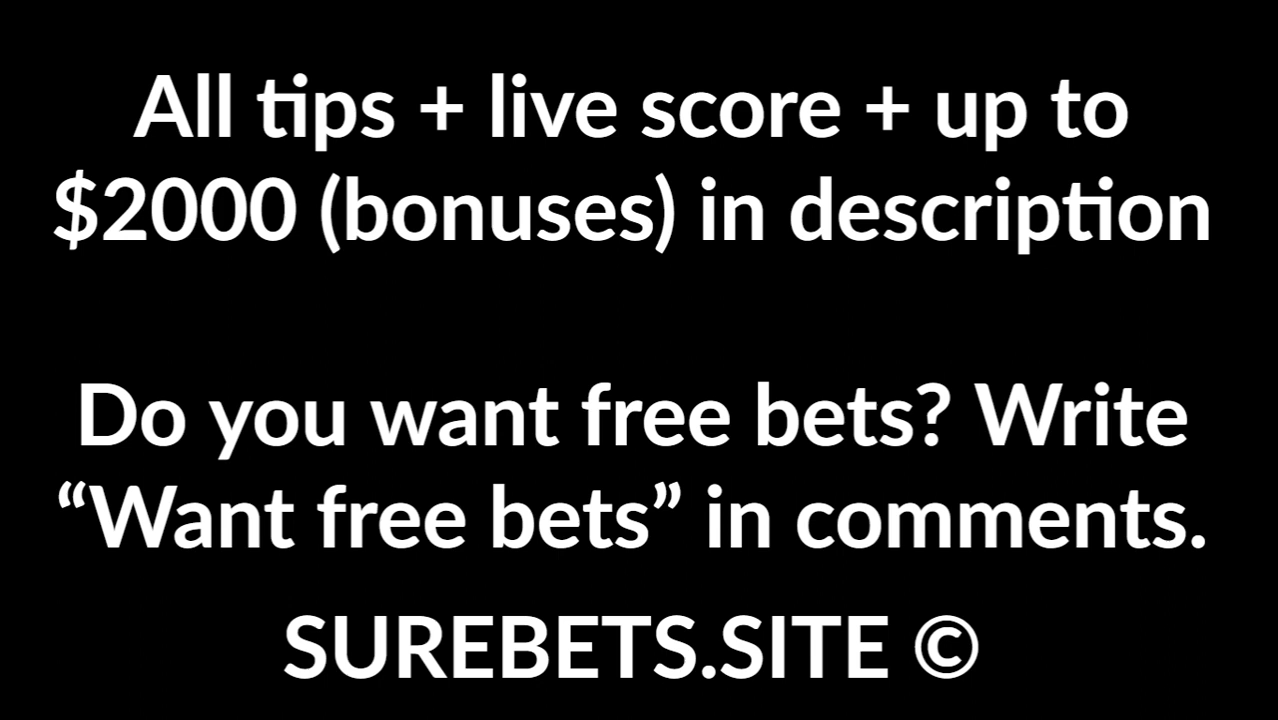 All tips + live score + up to
$2000 (bonuses) in description
Do you want free bets? Write
“Want free bets” in comments.
SUREBETS.SITE ©